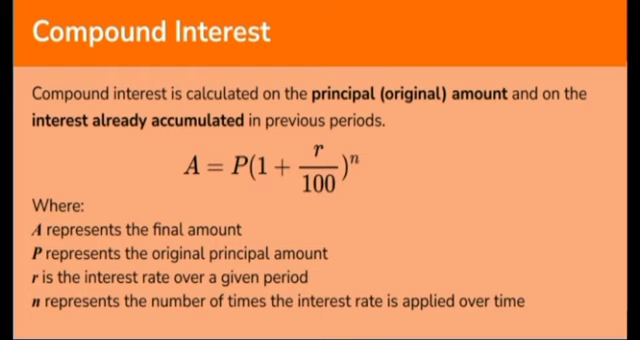 Compound Interest
Compound interest is calculated on the principal (original) amount and on the
interest already accumulated in previous periods.
A = P(1 + r/100)^n
Where:
A represents the final amount
P represents the original principal amount
r is the interest rate over a given period
n represents the number of times the interest rate is applied over time